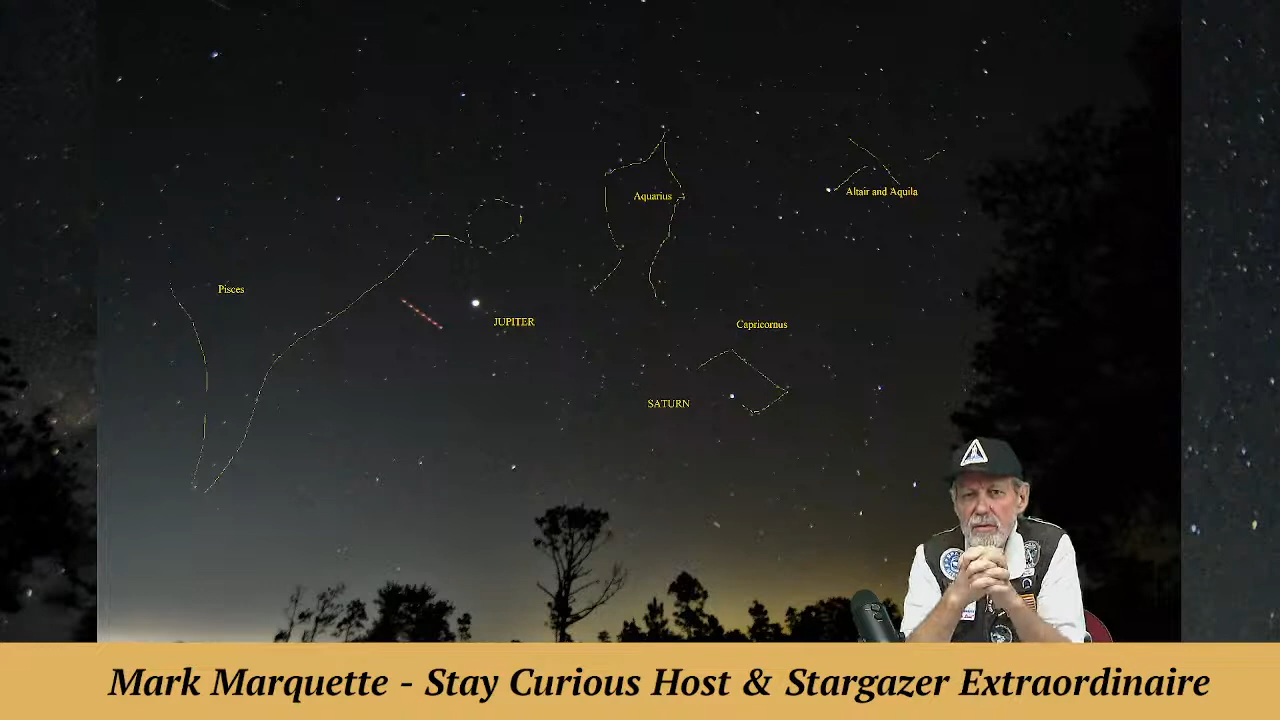 Aquarius
Altair and Aquila
Pisces
JUPITER
Capricornus
SATURN
Mark Marquette - Stay Curious Host & Stargazer Extraordinaire